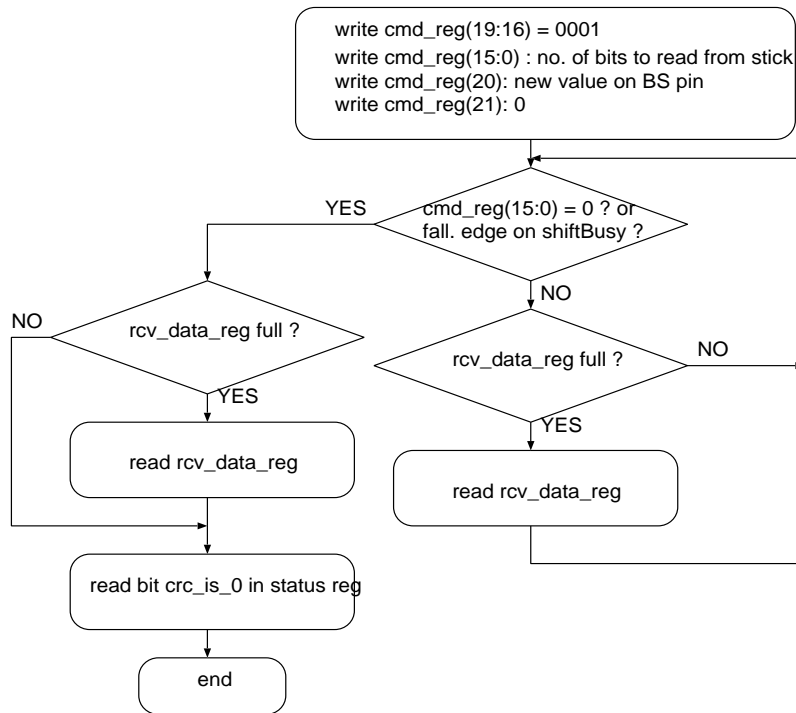 write cmd_reg(19:16) = 0001
write cmd_reg(15:0) : no. of bits to read from stick
write cmd_reg(20): new value on BS pin
write cmd_reg(21): 0
YES
cmd_reg(15:0) = 0 ? or
fall. edge on shiftBusy ?
NO
NO
rcv_data_reg full ?
YES
rcv_data_reg full ?
NO
YES
read rcv_data_reg
read rcv_data_reg
read bit crc_is_0 in status reg
end